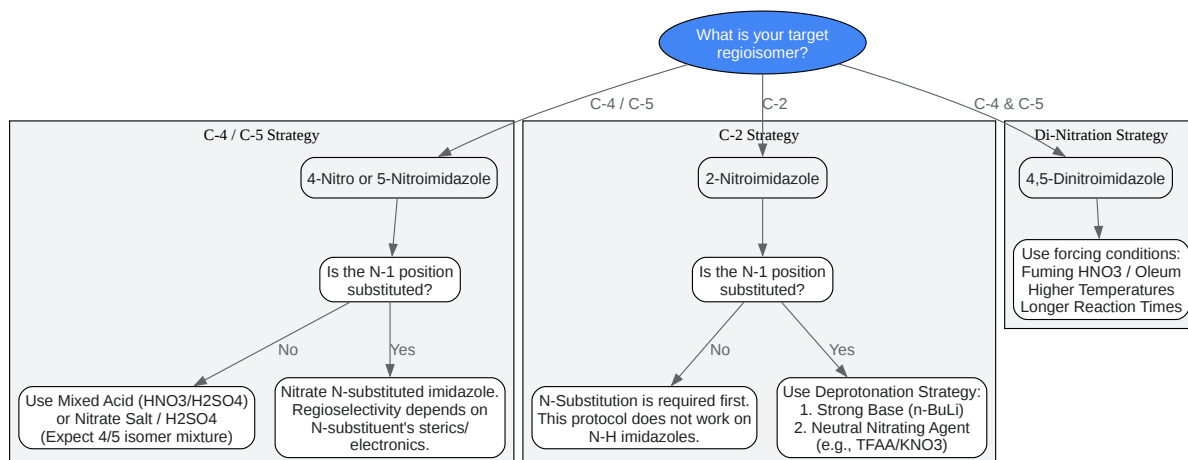 What is your target
regioisomer?
C-4 / C-5
C-2
C-4 & C-5
C-4 / C-5 Strategy
4-Nitro or 5-Nitroimidazole
Is the N-1 position
substituted?
No
Yes
Use Mixed Acid (HNO3/H2SO4)
or Nitrate Salt / H2SO4
(Expect 4/5 isomer mixture)
Nitrate N-substituted imidazole.
Regioselectivity depends on
N-substituent's sterics/
electronics.
C-2 Strategy
2-Nitroimidazole
Is the N-1 position
substituted?
No
Yes
N-Substitution is required first.
This protocol does not work on
N-H imidazoles.
Use Deprotonation Strategy:
1. Strong Base (n-BuLi)
2. Neutral Nitrating Agent
(e.g., TFAA/KNO3)
Di-Nitration Strategy
4,5-Dinitroimidazole
Use forcing conditions:
Fuming HNO3 / Oleum
Higher Temperatures
Longer Reaction Times